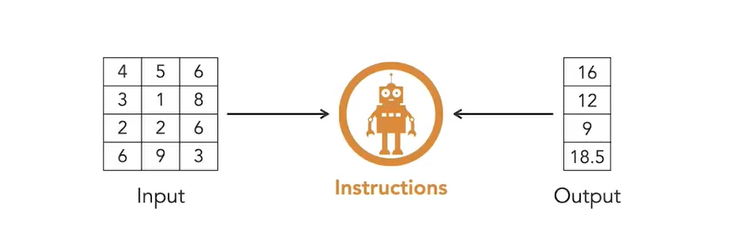 4 5 6 16
3 1 8 12
2 2 6 9
6 9 3 18.5
Instructions
Input Output